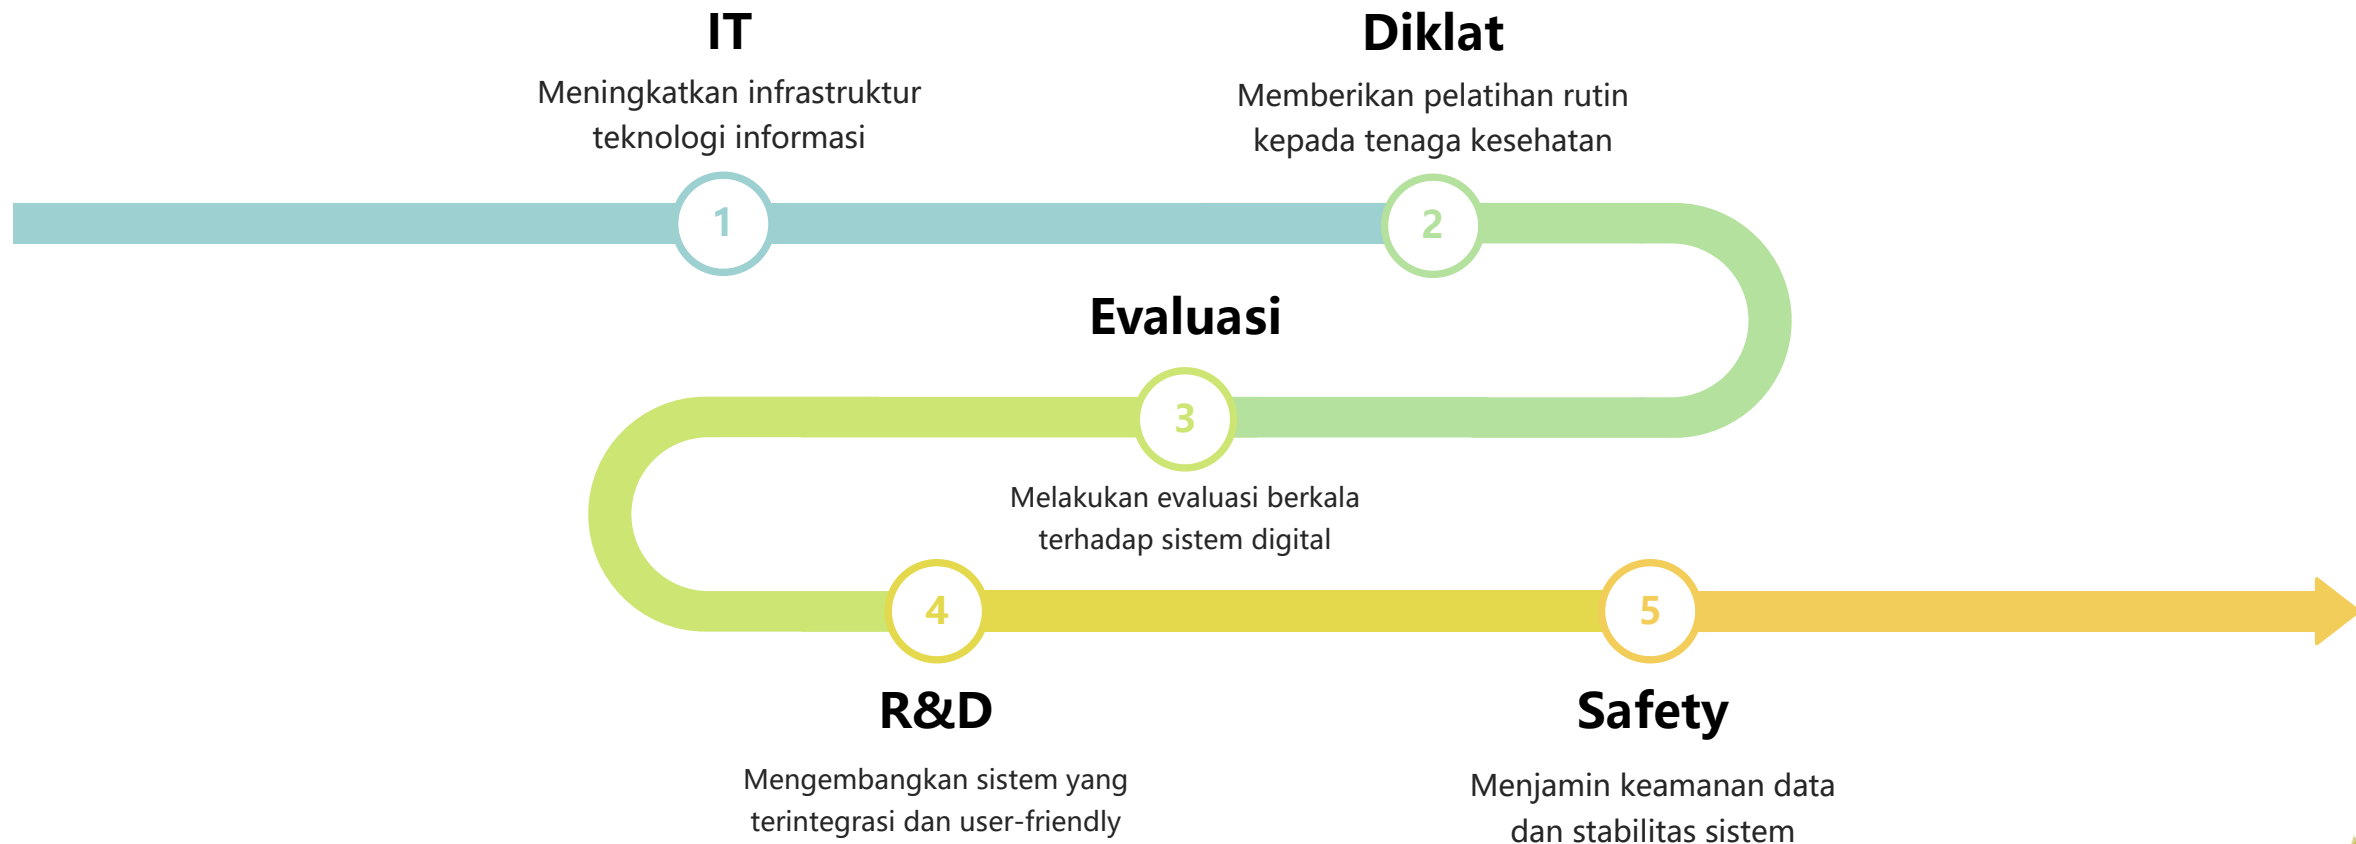 IT
Meningkatkan infrastruktur
teknologi informasi
1
Diklat
Memberikan pelatihan rutin
kepada tenaga kesehatan
2
Evaluasi
3
Melakukan evaluasi berkala
terhadap sistem digital
4
R&D
Mengembangkan sistem yang
terintegrasi dan user-friendly
5
Safety
Menjamin keamanan data
dan stabilitas sistem